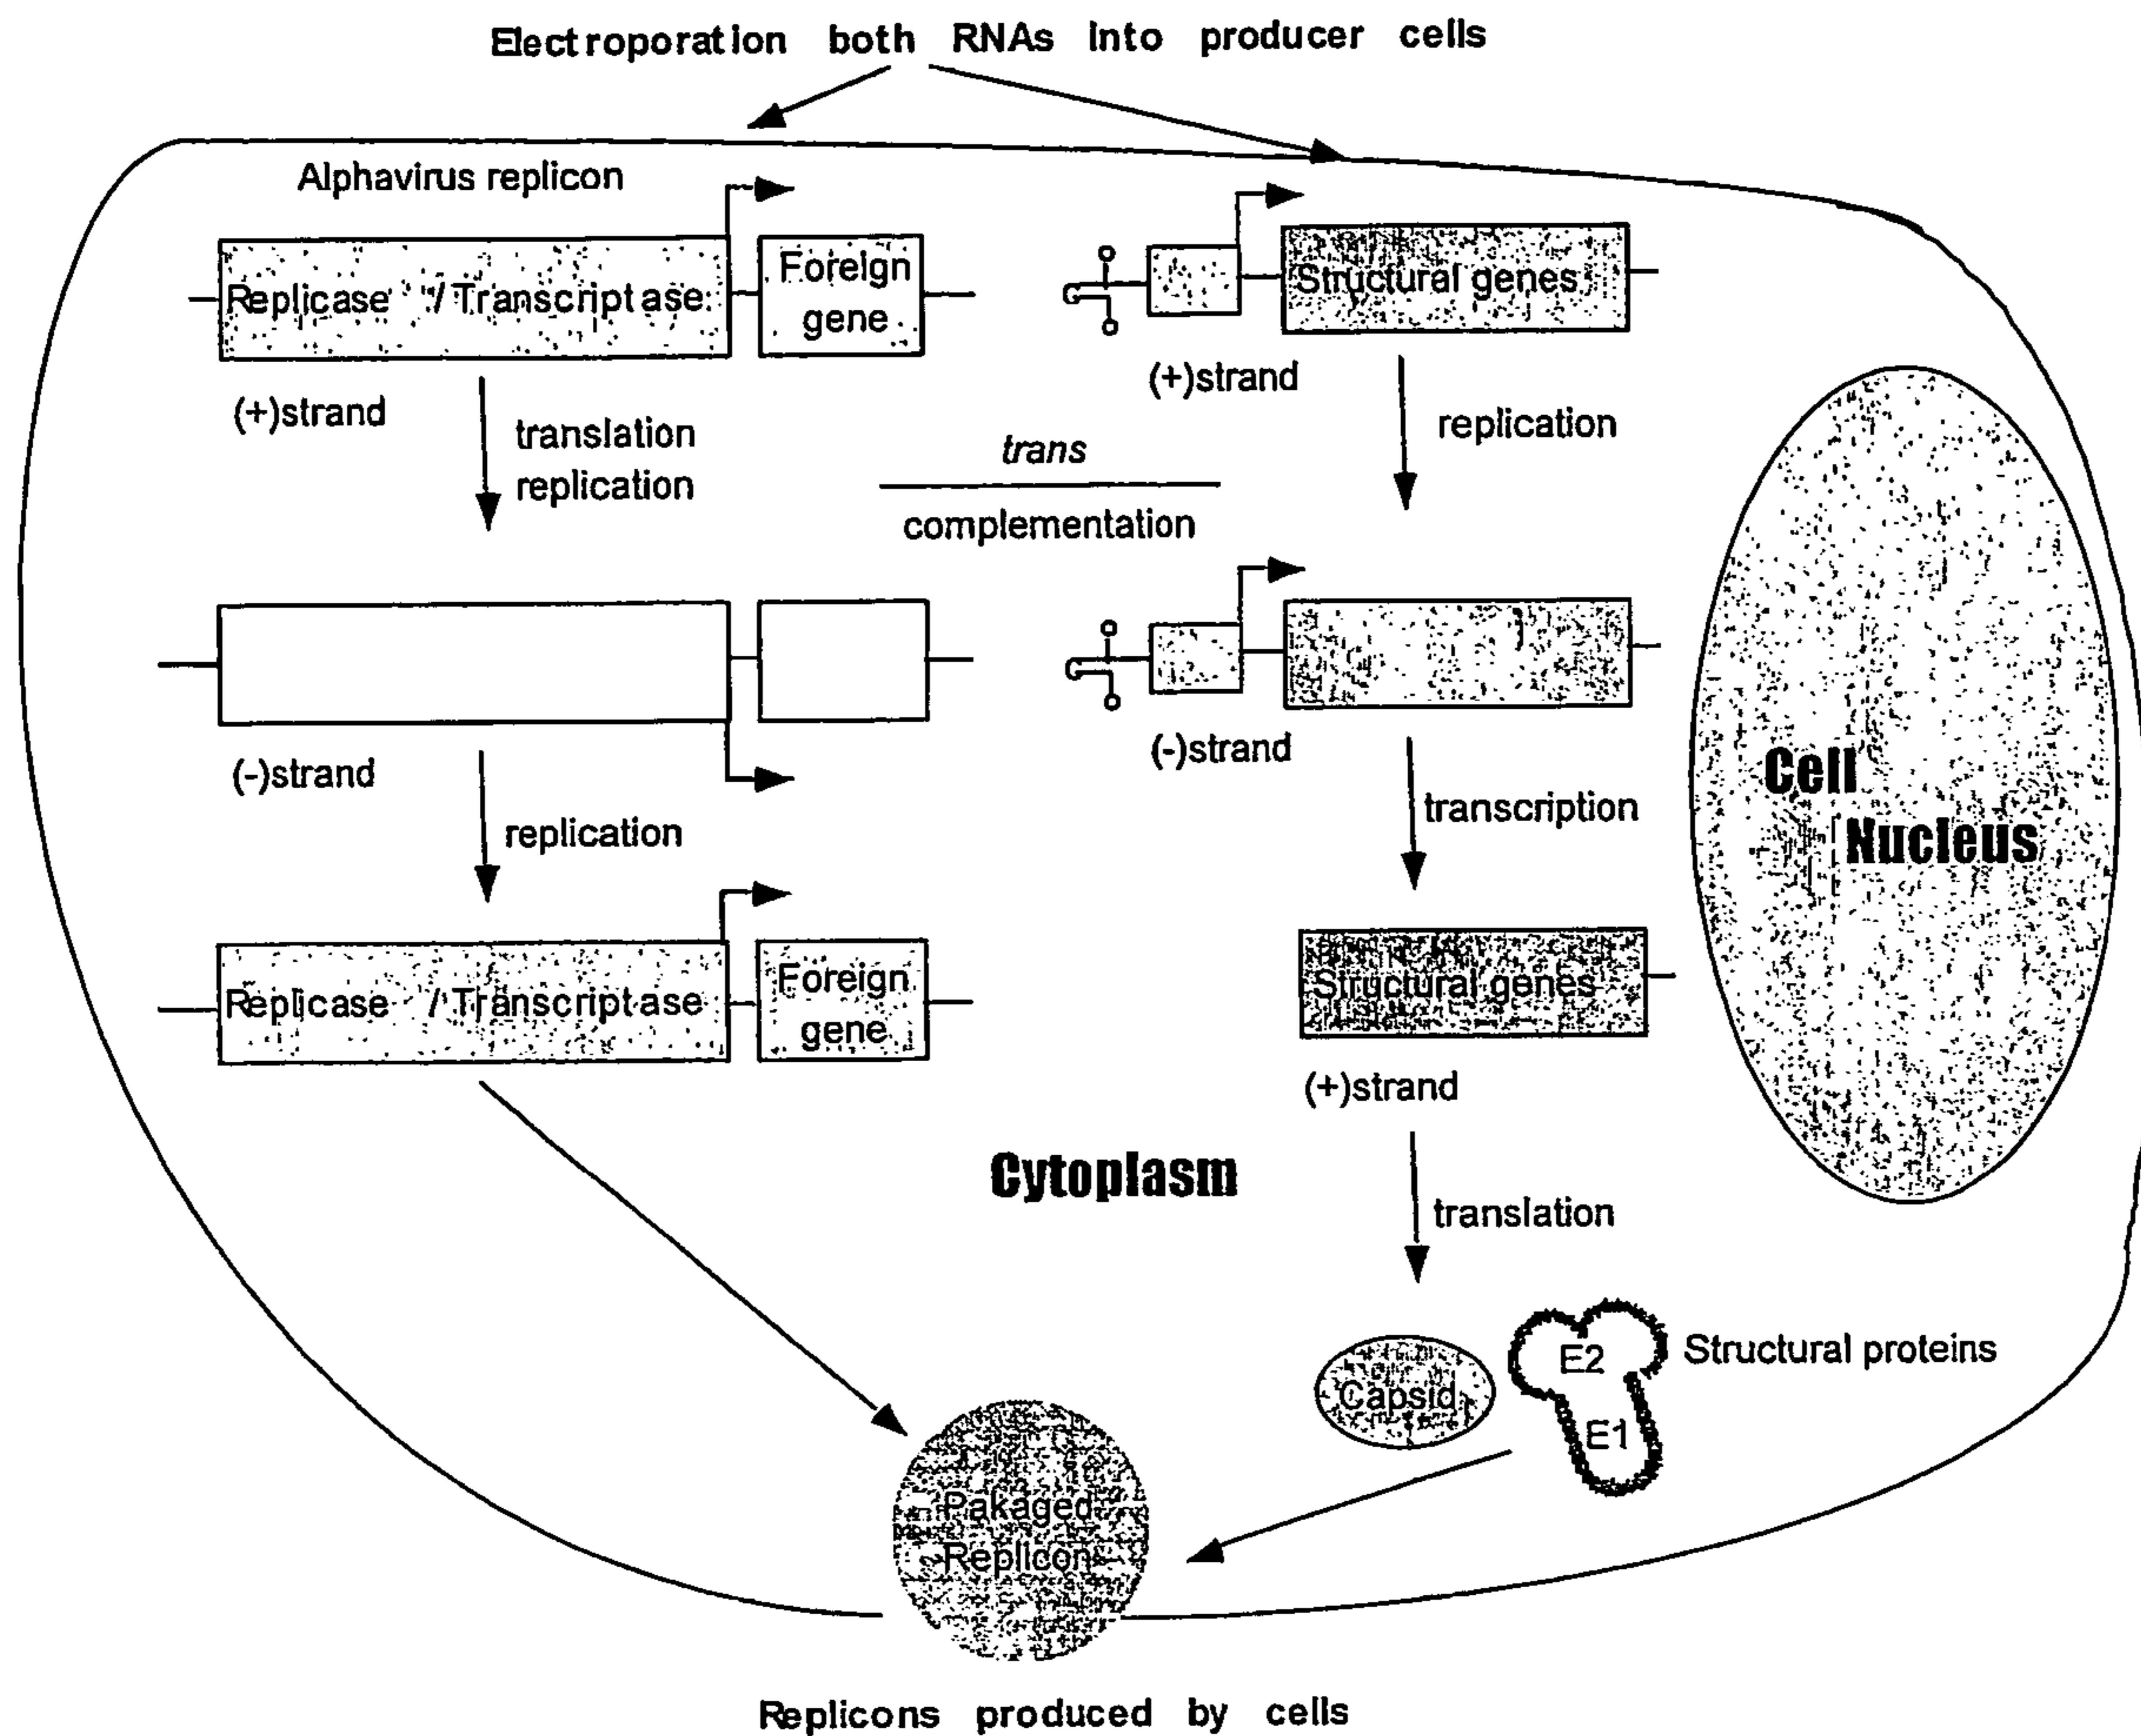 Electroporation both RNAs into producer cells
Alphavirus replicon
Replicase / Transcriptase
Foreign
gene
Structural genes
(+)strand
(+)strand
translation
replication
replication
trans
complementation
(-)strand
(-)strand
replication
transcription
Cell
Nucleus
Replicase / Transcriptase
Foreign
gene
Structural genes
(+)strand
Cytoplasm
translation
Capsid
E2
E1
Structural proteins
Pakaged
Replicon
Replicons produced by cells